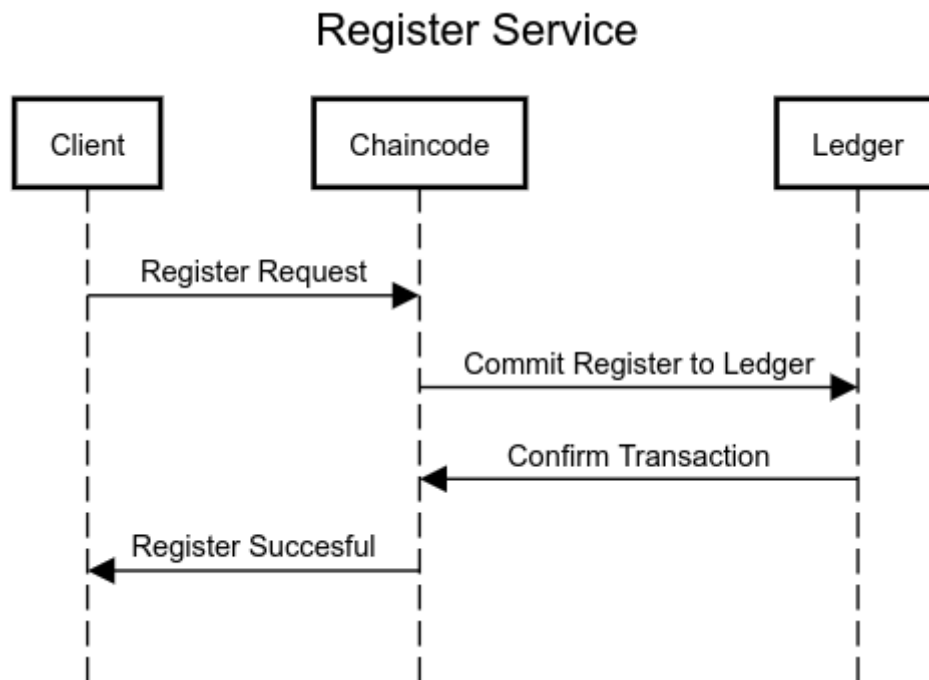 Register Service
Client
Chaincode
Ledger
Register Request
Commit Register to Ledger
Confirm Transaction
Register Succesful